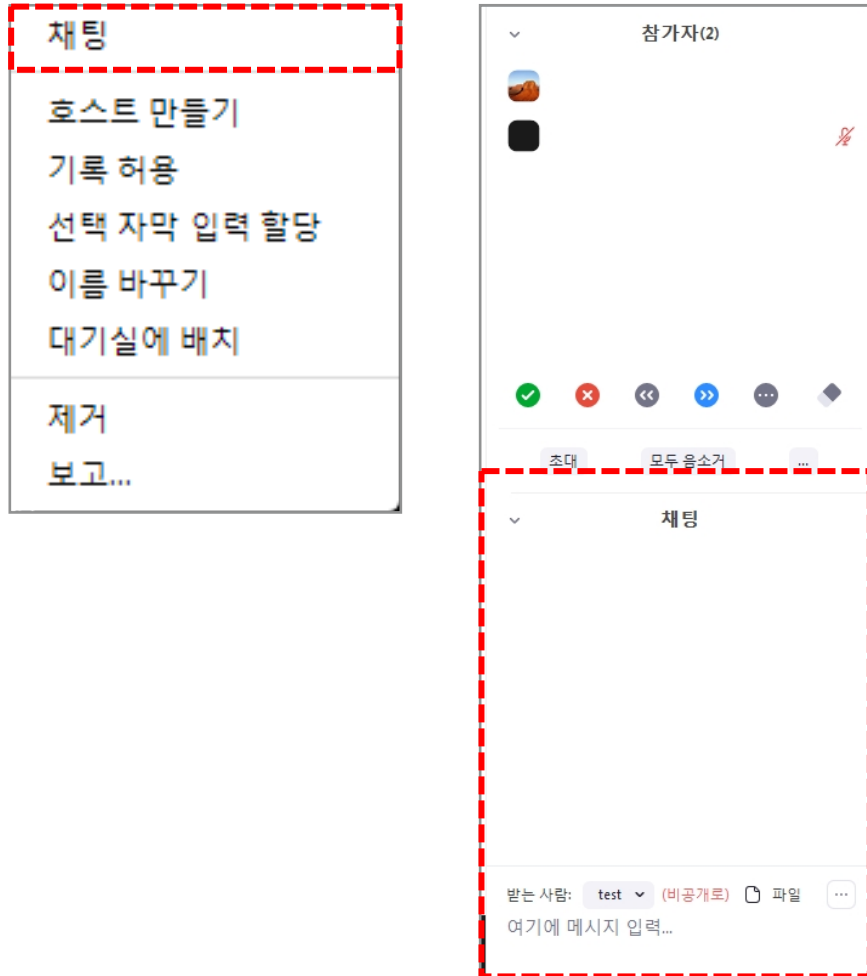 채팅
호스트 만들기
기록 허용
선택 자막 입력 할당
이름 바꾸기
대기실에 배치
제거
보고...
참가자(2)
초대 모두 음소거 ...
채팅
받는 사람: test (비공개로) 파일 ...
여기에 메시지 입력...